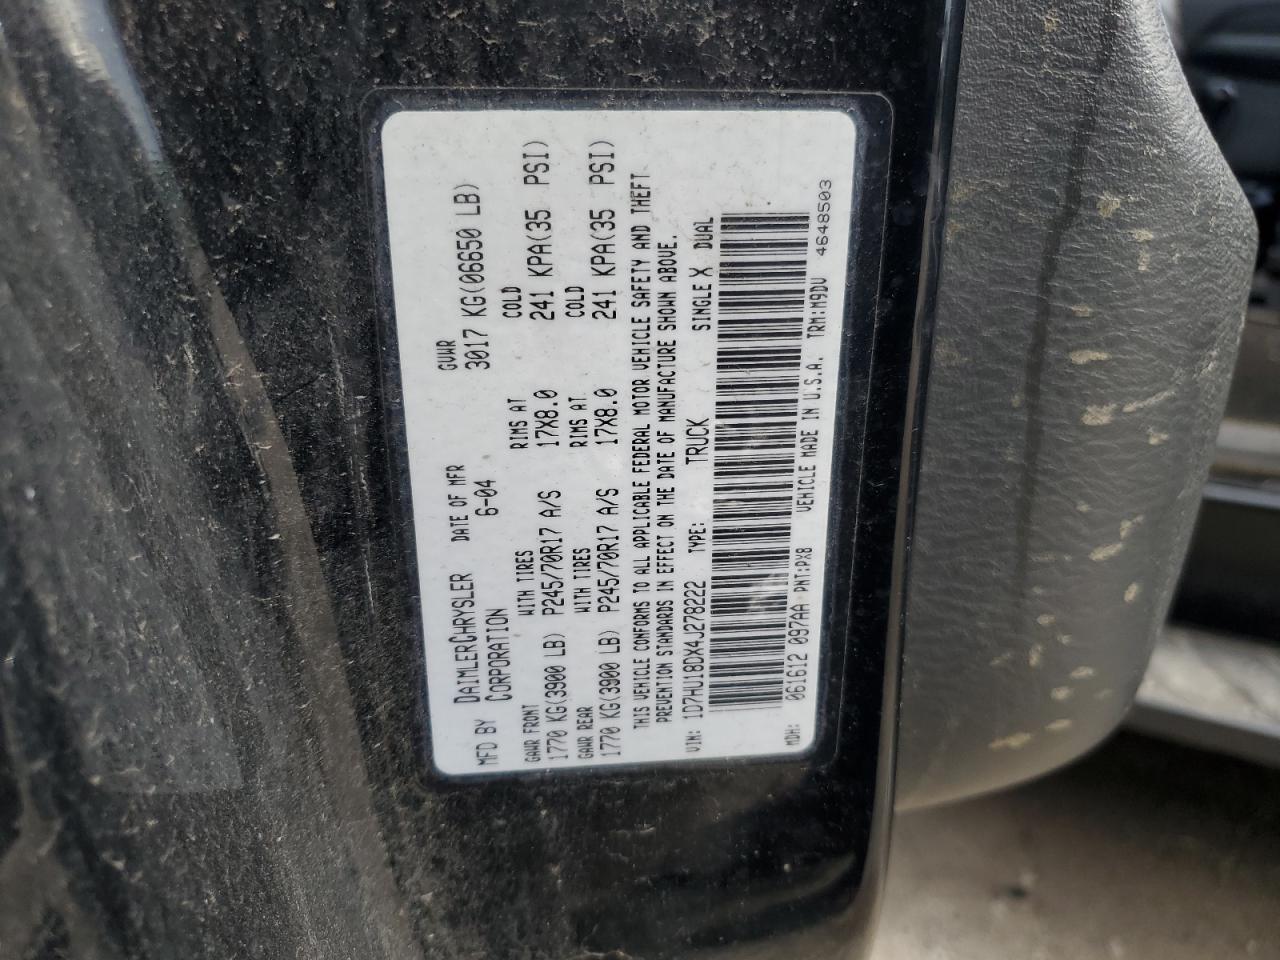 MFD BY DAIMLERCHRYSLER CORPORATION DATE OF MFR 6-04 GVWR 3017 KG(06650 LB)
GAWR FRONT WITH TIRES RIMS AT COLD
1770 KG(3900 LB) P245/70R17 A/S 17X8.0 241 KPA(35 PSI)
GAWR REAR WITH TIRES RIMS AT COLD
1770 KG(3900 LB) P245/70R17 A/S 17X8.0 241 KPA(35 PSI)
THIS VEHICLE CONFORMS TO ALL APPLICABLE FEDERAL MOTOR VEHICLE SAFETY AND THEFT
PREVENTION STANDARDS IN EFFECT ON THE DATE OF MANUFACTURE SHOWN ABOVE.
VIN: 1D7HU18DX4J278222 TYPE: TRUCK SINGLE X DUAL
MDH: 061612 097AA PNT:PX8 VEHICLE MADE IN U.S.A. TRM:M9DV 4648503